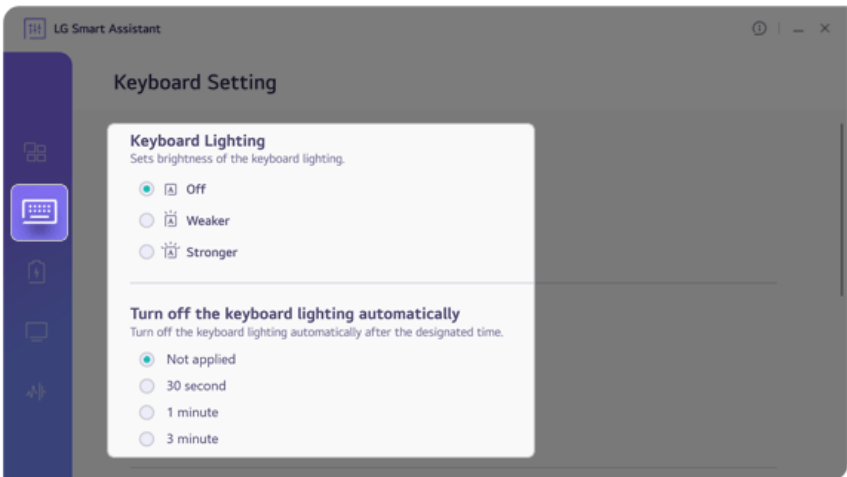 LG Smart Assistant
Keyboard Setting
Keyboard Lighting
Sets brightness of the keyboard lighting.
A Off
A Weaker
A Stronger
Turn off the keyboard lighting automatically
Turn off the keyboard lighting automatically after the designated time.
Not applied
30 second
1 minute
3 minute